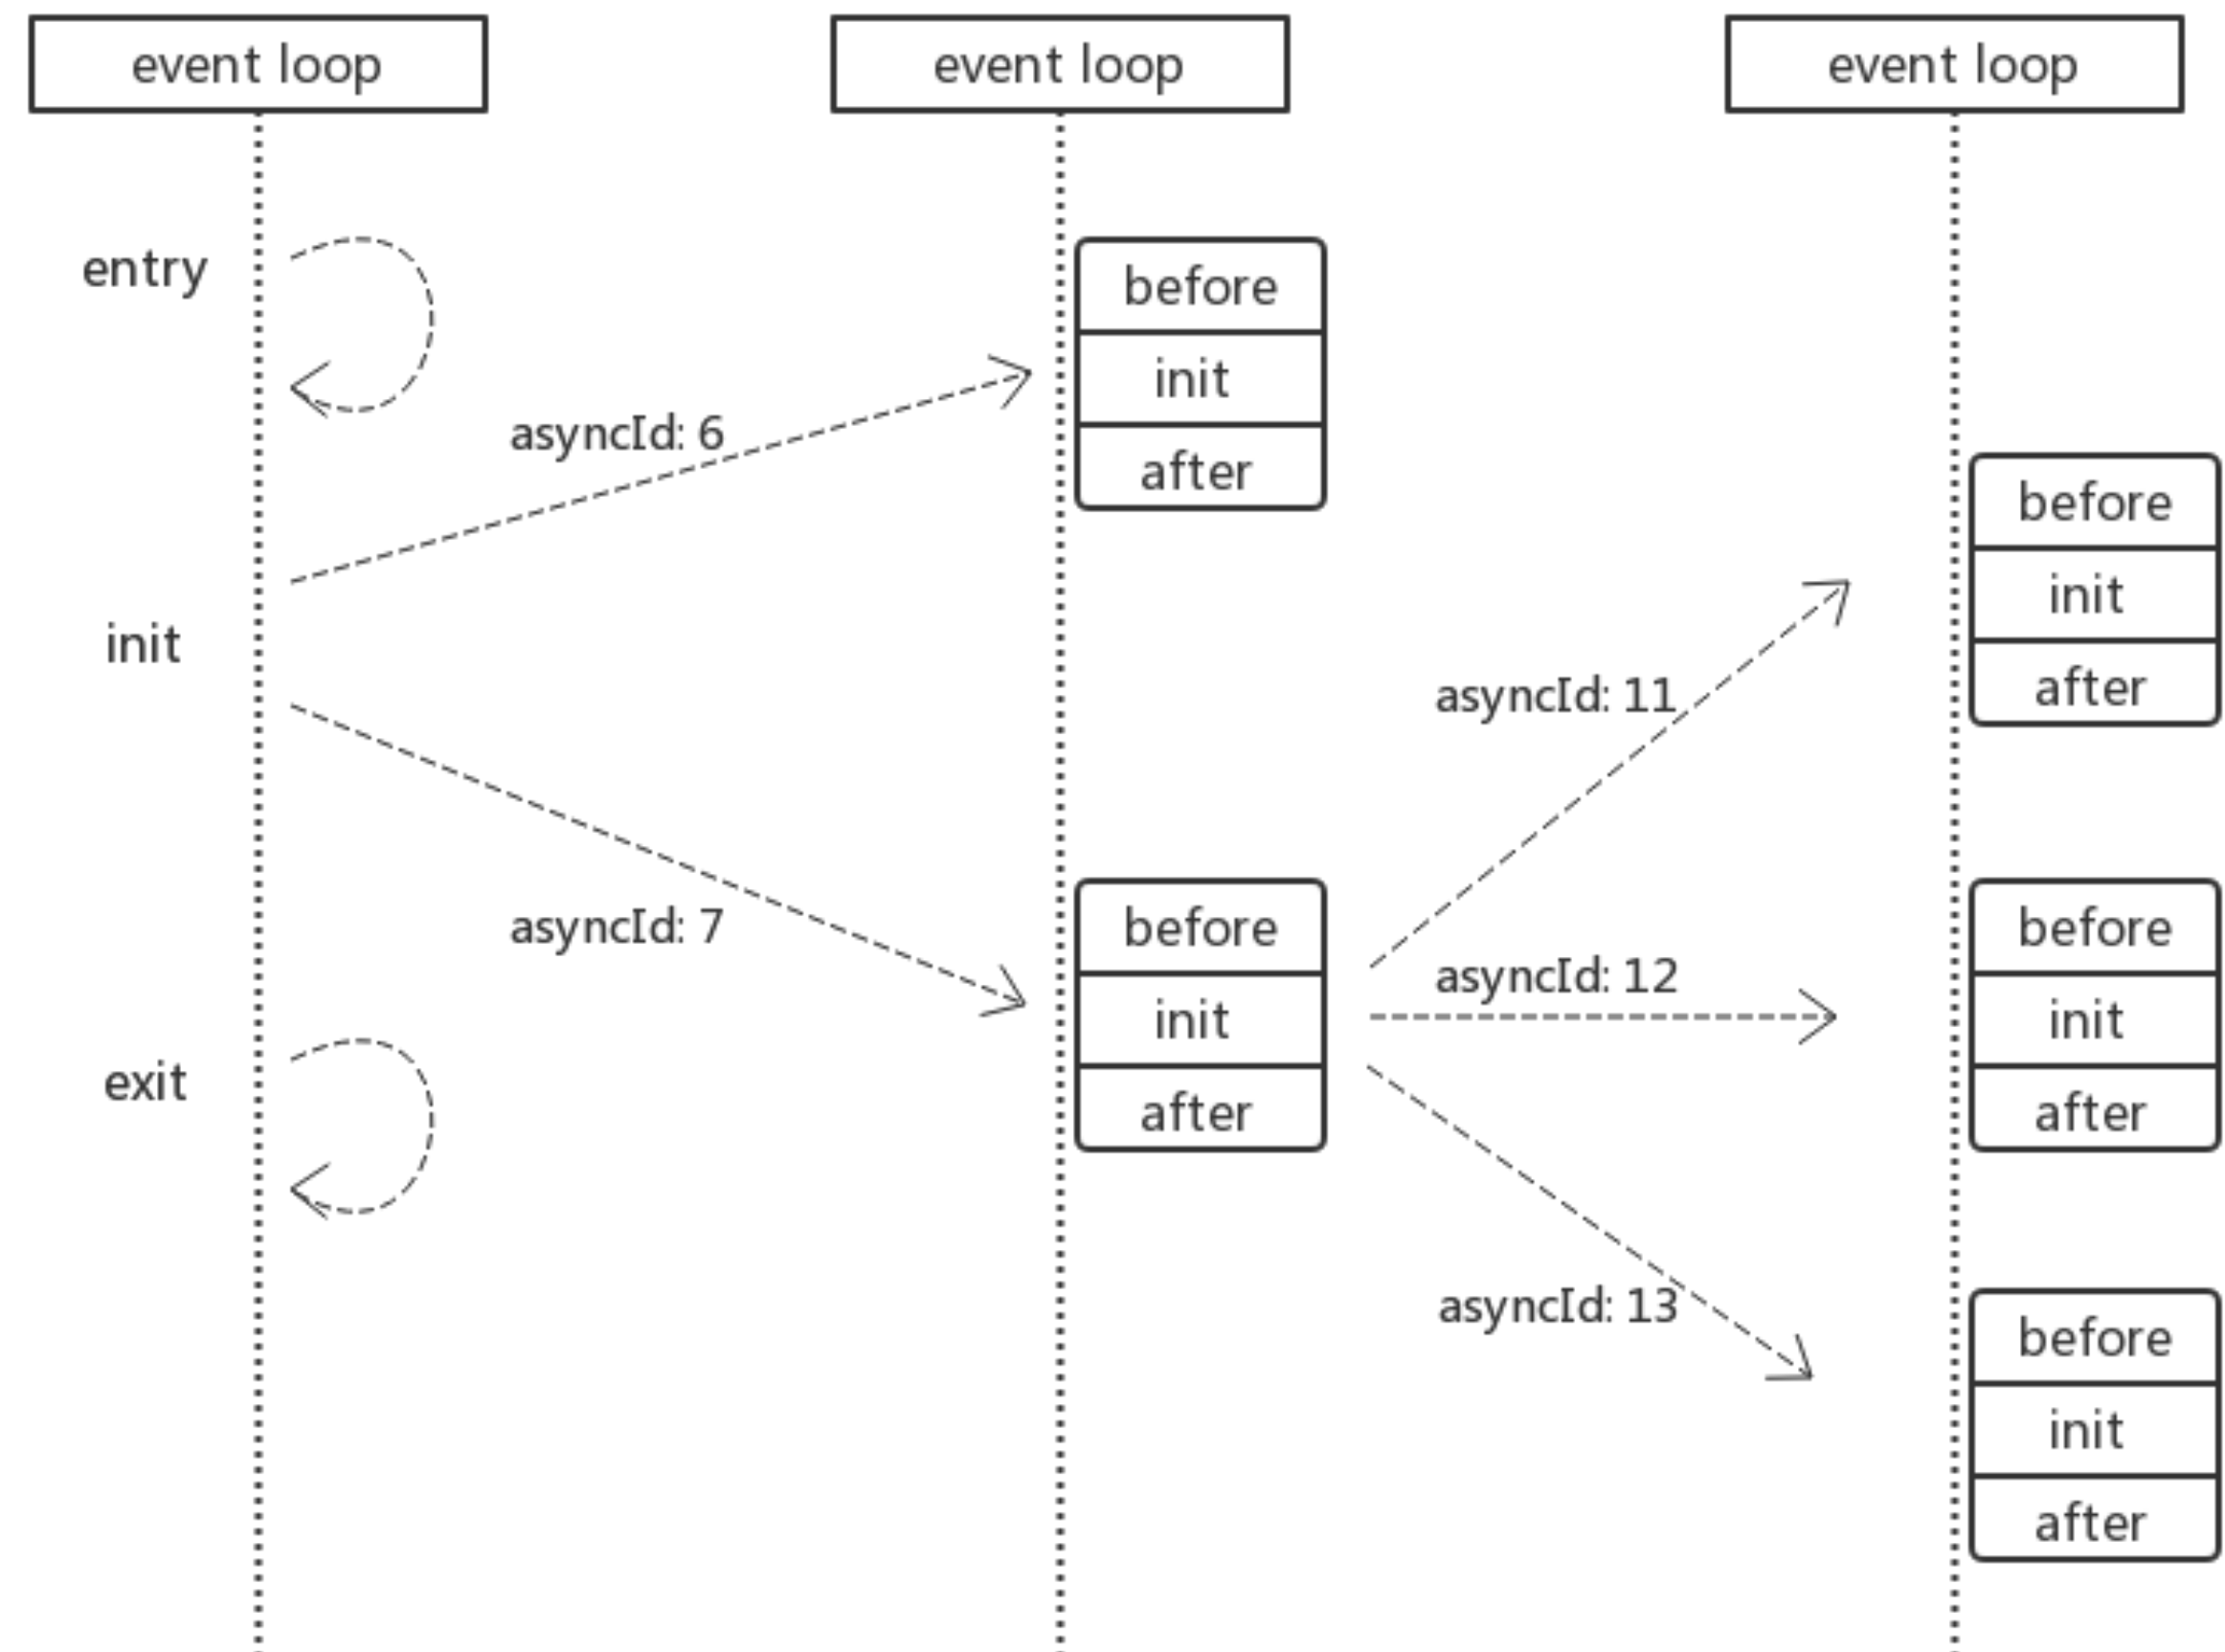 event loop
event loop
event loop
entry
init
exit
asyncId: 6
asyncId: 7
before
init
after
before
init
after
asyncId: 11
asyncId: 12
asyncId: 13
before
init
after
before
init
after
before
init
after